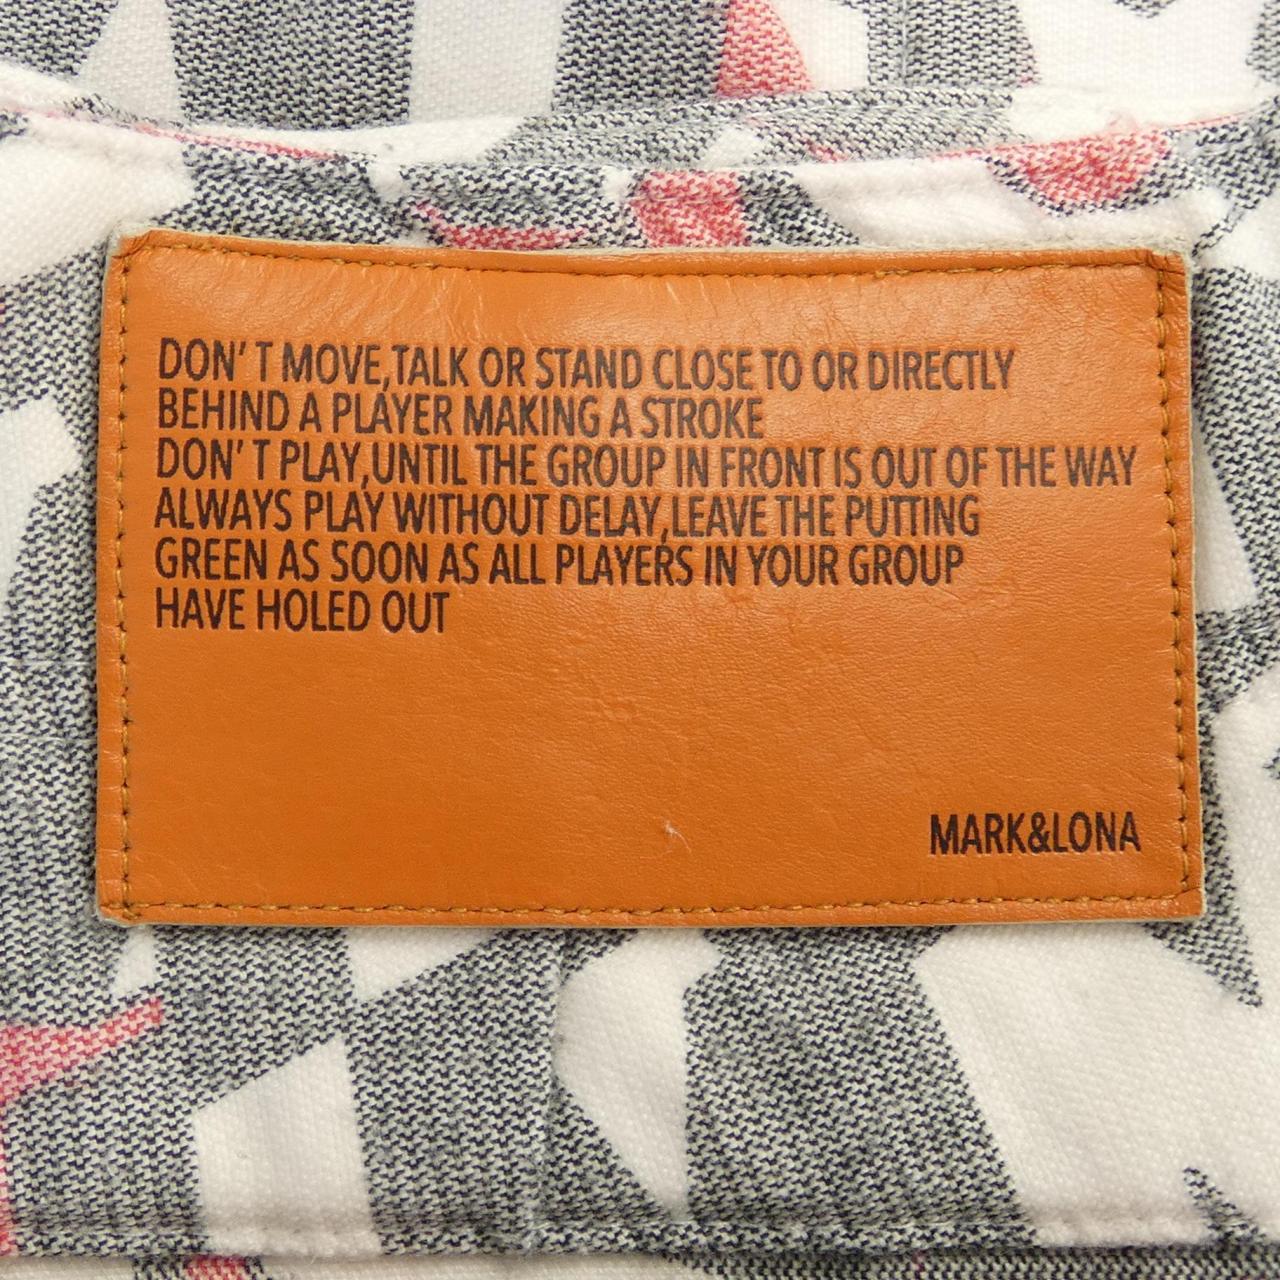 DON' T MOVE,TALK OR STAND CLOSE TO OR DIRECTLY
BEHIND A PLAYER MAKING A STROKE
DON' T PLAY,UNTIL THE GROUP IN FRONT IS OUT OF THE WAY
ALWAYS PLAY WITHOUT DELAY,LEAVE THE PUTTING
GREEN AS SOON AS ALL PLAYERS IN YOUR GROUP
HAVE HOLED OUT
MARK&LONA